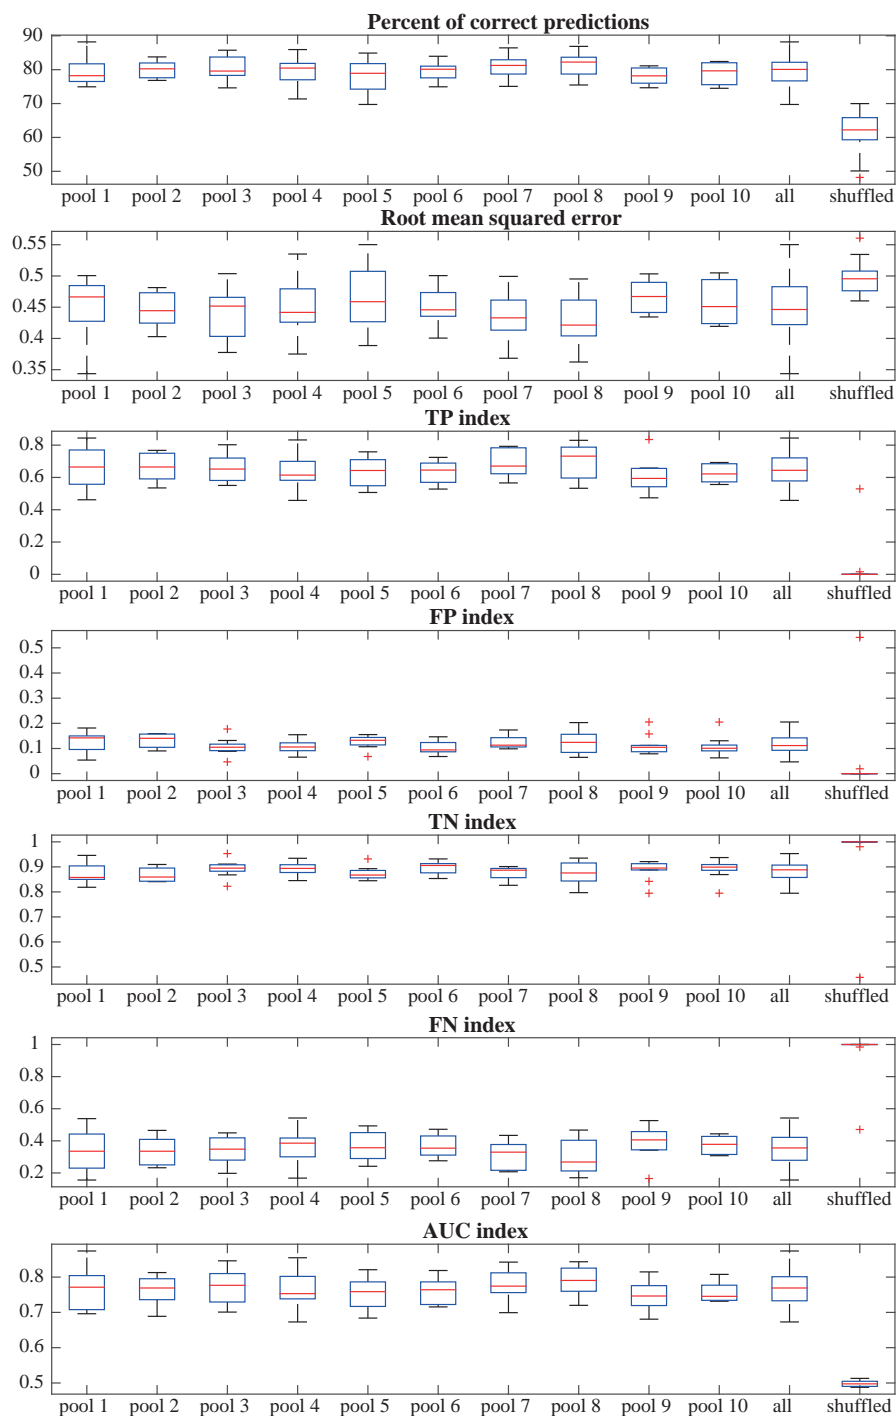 Percent of correct predictions
90
80
70
60
50
pool 1 pool 2 pool 3 pool 4 pool 5 pool 6 pool 7 pool 8 pool 9 pool 10 all shuffled
Root mean squared error
0.55
0.5
0.45
0.4
0.35
pool 1 pool 2 pool 3 pool 4 pool 5 pool 6 pool 7 pool 8 pool 9 pool 10 all shuffled
TP index
0.8
0.6
0.4
0.2
0
pool 1 pool 2 pool 3 pool 4 pool 5 pool 6 pool 7 pool 8 pool 9 pool 10 all shuffled
FP index
0.5
0.4
0.3
0.2
0.1
0
pool 1 pool 2 pool 3 pool 4 pool 5 pool 6 pool 7 pool 8 pool 9 pool 10 all shuffled
TN index
1
0.9
0.8
0.7
0.6
0.5
pool 1 pool 2 pool 3 pool 4 pool 5 pool 6 pool 7 pool 8 pool 9 pool 10 all shuffled
FN index
1
0.8
0.6
0.4
0.2
pool 1 pool 2 pool 3 pool 4 pool 5 pool 6 pool 7 pool 8 pool 9 pool 10 all shuffled
AUC index
0.8
0.7
0.6
0.5
pool 1 pool 2 pool 3 pool 4 pool 5 pool 6 pool 7 pool 8 pool 9 pool 10 all shuffled